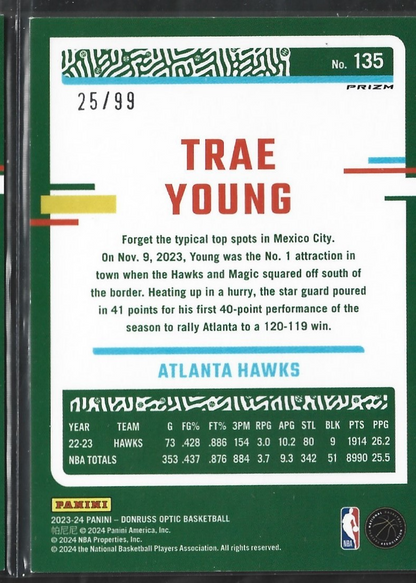 No. 135
PRIZM
25/99
TRAE
YOUNG
Forget the typical top spots in Mexico City.
On Nov. 9, 2023, Young was the No. 1 attraction in
town when the Hawks and Magic squared off south of
the border. Heating up in a hurry, the star guard poured
in 41 points for his first 40-point performance of the
season to rally Atlanta to a 120-119 win.
ATLANTA HAWKS
YEAR TEAM G FG% FT% 3PM RPG APG STL BLK PTS PPG
22-23 HAWKS 73 .428 .886 154 3.0 10.2 80 9 1914 26.2
NBA TOTALS 353 .437 .876 884 3.7 9.3 342 51 8990 25.5
PANINI
2023-24 PANINI – DONRUSS OPTIC BASKETBALL
帕尼尼 © 2024 Panini America, Inc.
© 2024 NBA Properties, Inc.
© 2024 the National Basketball Players Association. All rights reserved.
NBA